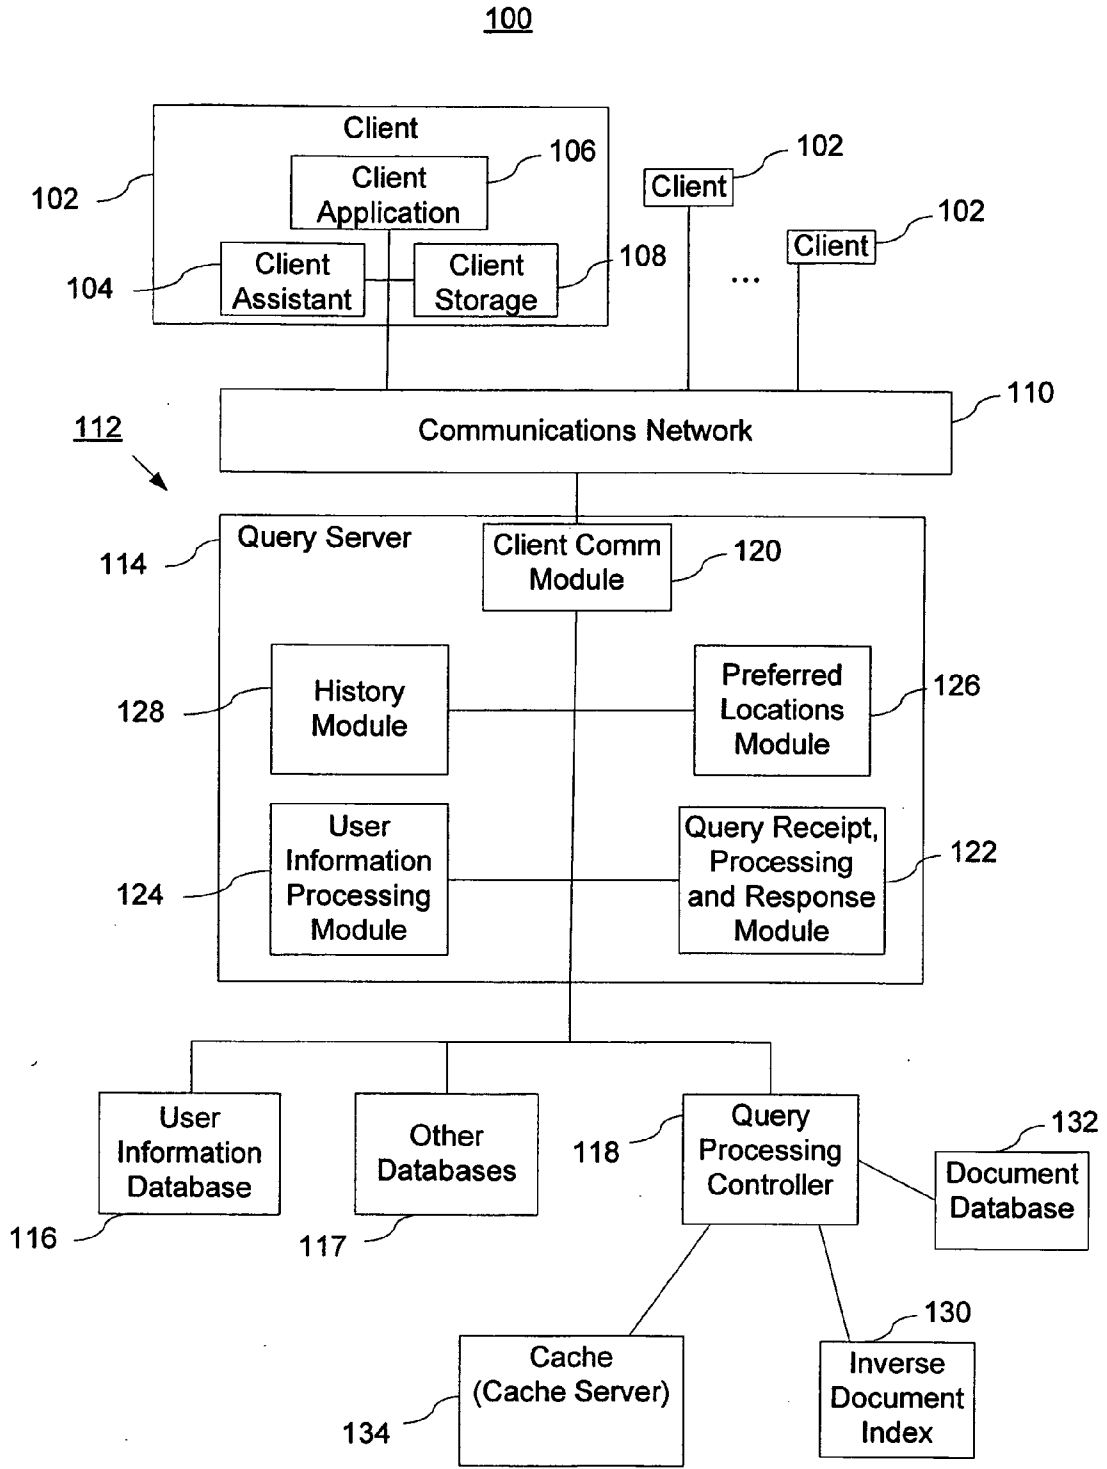 100
Client
106
Client
Application
102
Client
Assistant
104
Client
Storage
108
Client
102
Client
102
...
Communications Network
110
112
Query Server
114
Client Comm
Module
120
History
Module
128
Preferred
Locations
Module
126
User
Information
Processing
Module
124
Query Receipt,
Processing
and Response
Module
122
User
Information
Database
116
Other
Databases
117
Query
Processing
Controller
118
Document
Database
132
Cache
(Cache Server)
134
Inverse
Document
Index
130